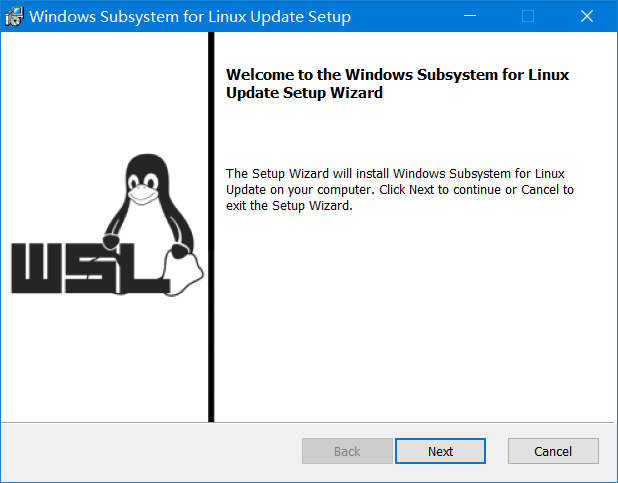 Windows Subsystem for Linux Update Setup
Welcome to the Windows Subsystem for Linux
Update Setup Wizard
The Setup Wizard will install Windows Subsystem for Linux
Update on your computer. Click Next to continue or Cancel to
exit the Setup Wizard.
WSL
Back
Next
Cancel